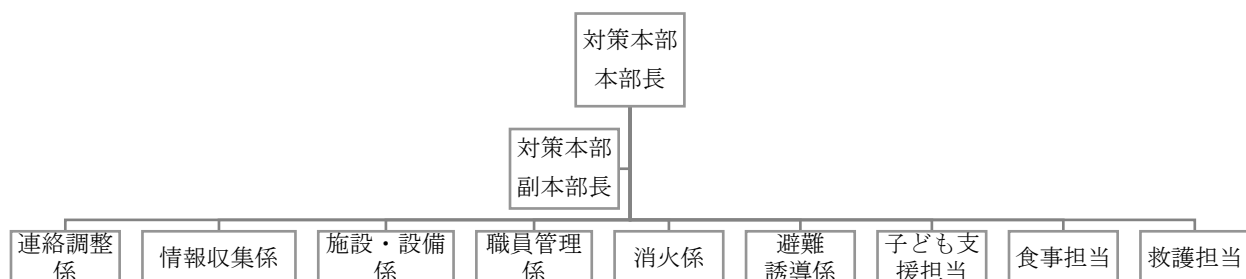 対策本部
本部長
対策本部
副本部長
連絡調整
係
情報収集係
施設・設備
係
職員管理
係
消火係
避難
誘導係
子ども支
援担当
食事担当
救護担当